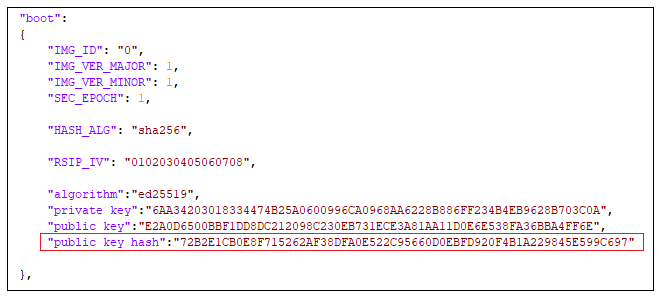 "boot":
{
"IMG_ID": "0",
"IMG_VER_MAJOR": 1,
"IMG_VER_MINOR": 1,
"SEC_EPOCH": 1,
"HASH_ALG": "sha256",
"RSIP_IV": "0102030405060708",
"algorithm":"ed25519",
"private key":"6AA34203018334474B25A0600996CA0968AA6228B886FF234B4EB9628B703C0A",
"public key":"E2A0D6500BBF1DD8DC212098C230EB731ECE3A81AA11D0E6E538FA36BBA4FF6E",
"public key hash":"72B2E1CB0E8F715262AF38DFA0E522C95660D0EBFD920F4B1A229845E599C697"
},